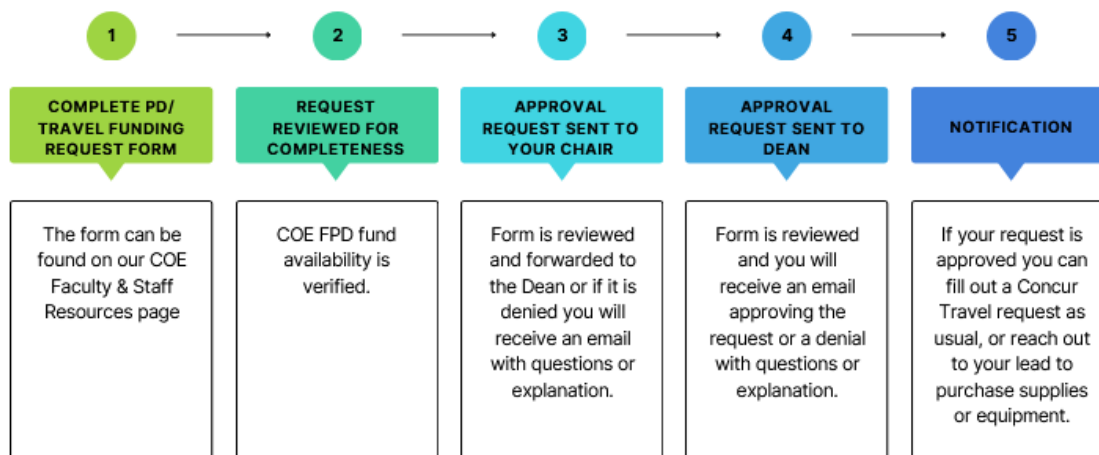 1
2
3
4
5
COMPLETE PD/
TRAVEL FUNDING
REQUEST FORM
REQUEST
REVIEWED FOR
COMPLETENESS
APPROVAL
REQUEST SENT TO
YOUR CHAIR
APPROVAL
REQUEST SENT TO
DEAN
NOTIFICATION
The form can be
found on our COE
Faculty & Staff
Resources page
COE FPD fund
availability is
verified.
Form is reviewed
and forwarded to
the Dean or if it is
denied you will
receive an email
with questions or
explanation.
Form is reviewed
and you will
receive an email
approving the
request or a denial
with questions or
explanation.
If your request is
approved you can
fill out a Concur
Travel request as
usual, or reach out
to your lead to
purchase supplies
or equipment.